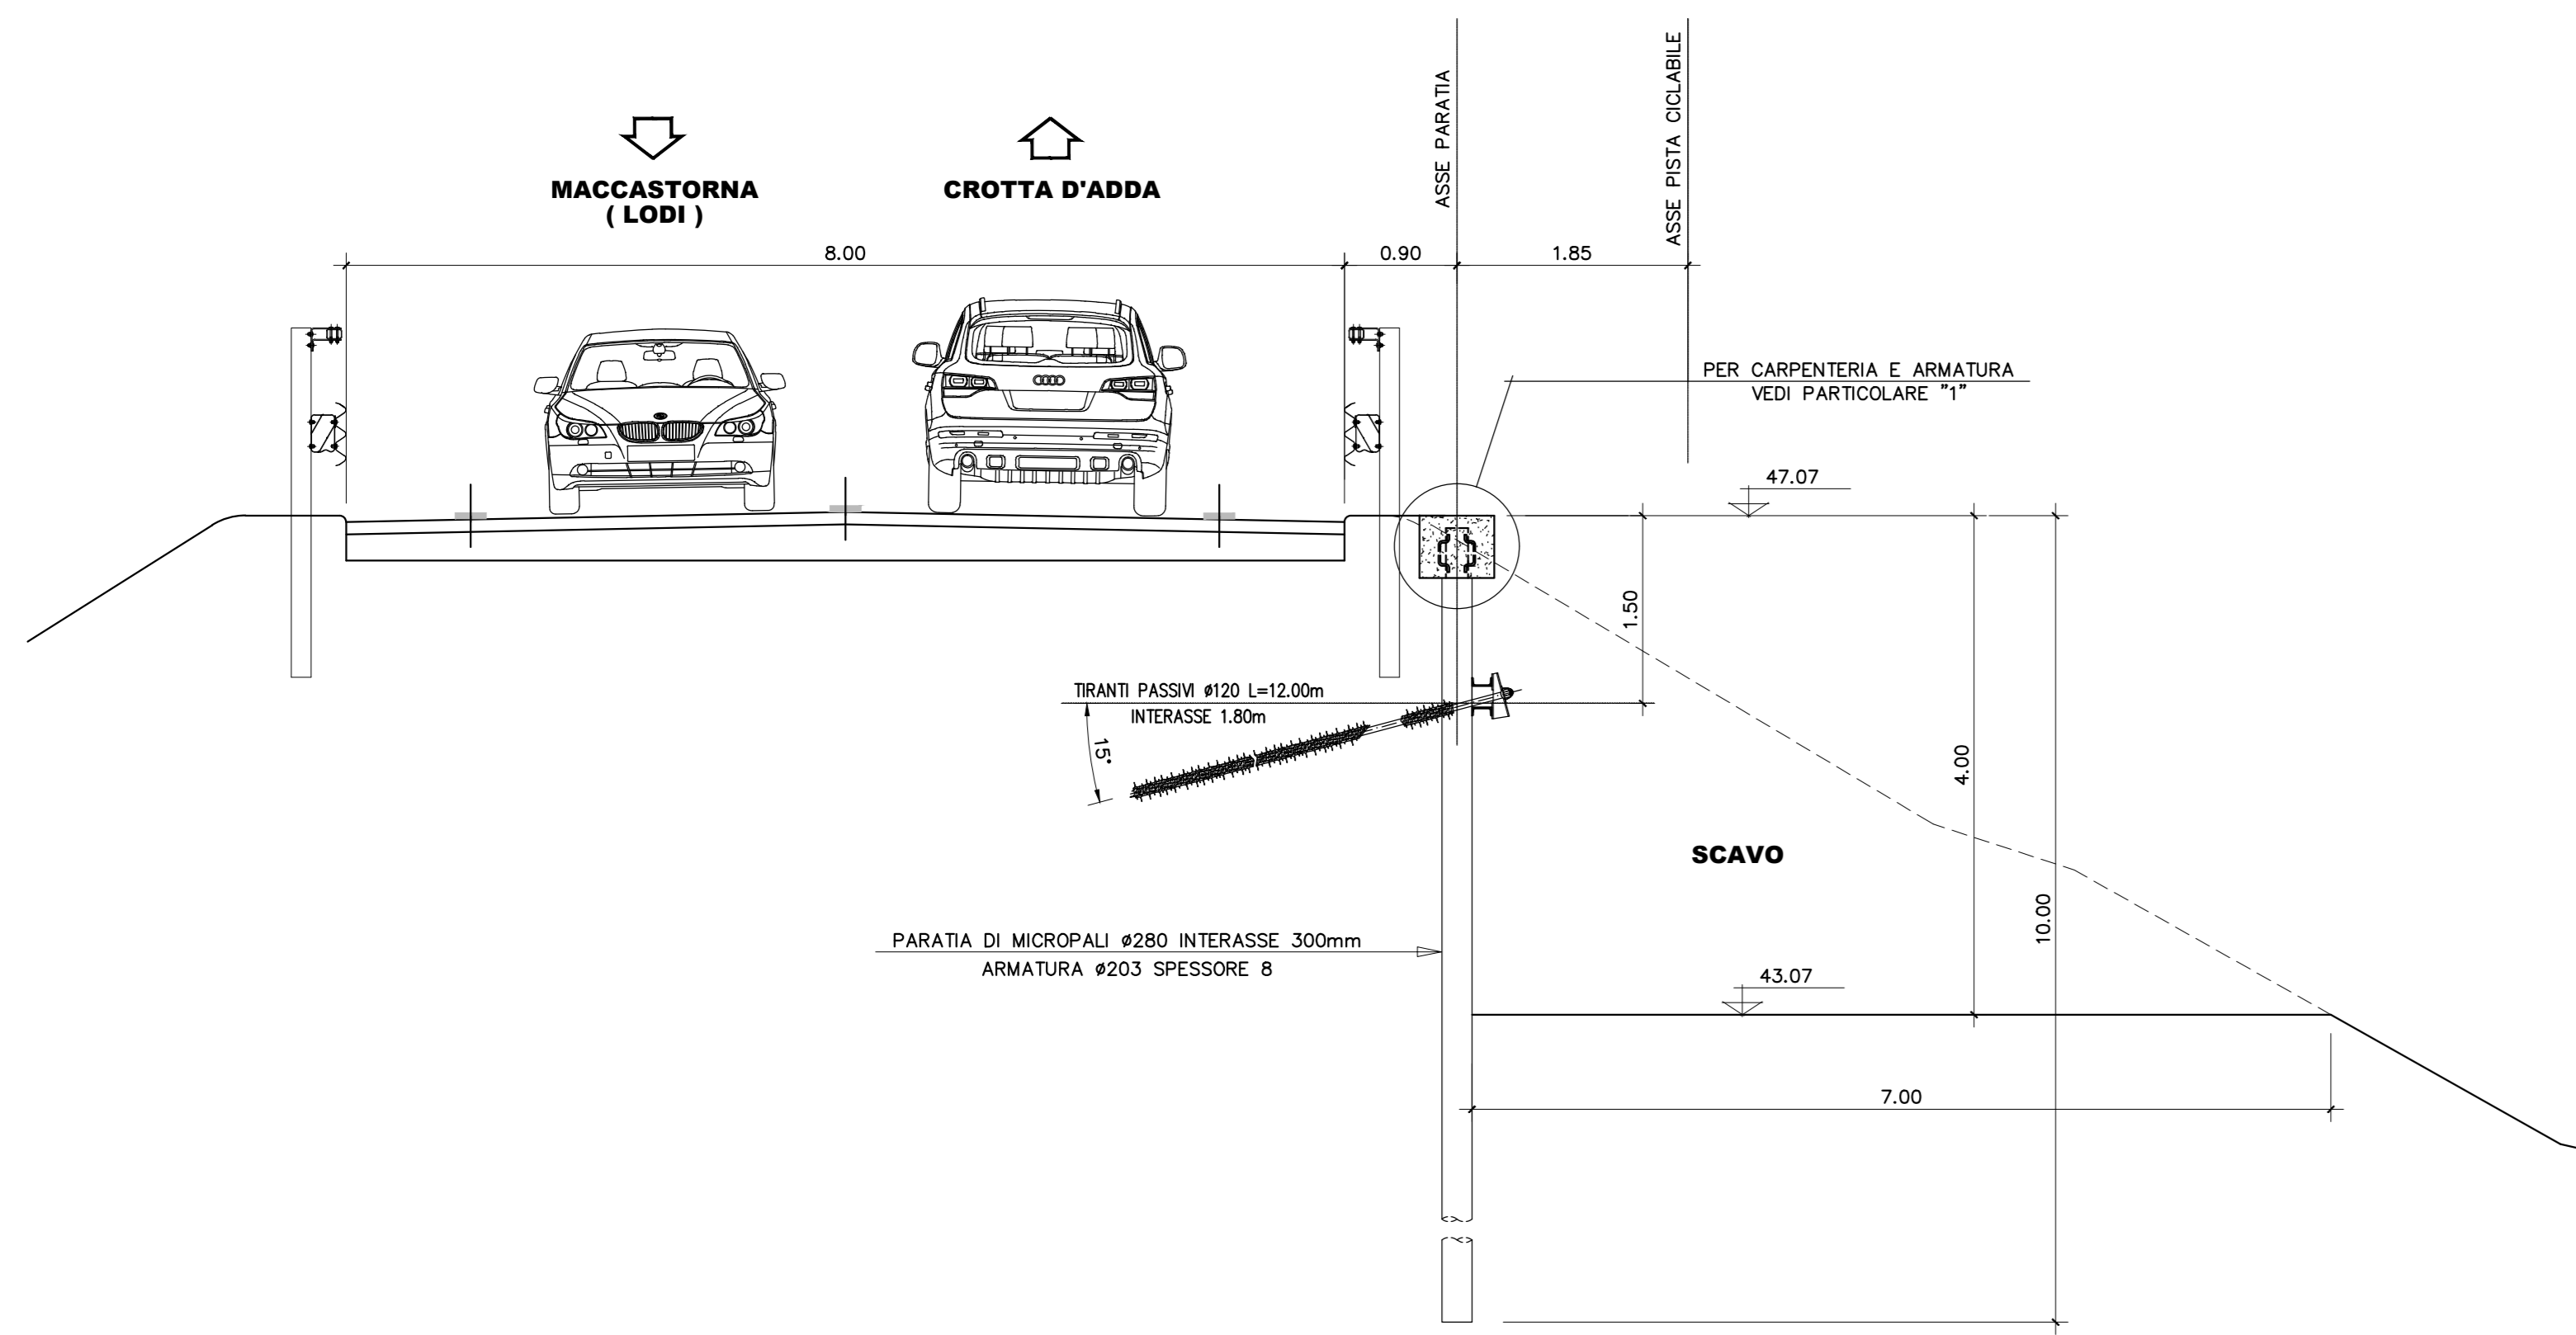 ASSE PARATIA
ASSE PISTA CICLABILE
MACCASTORNA
( LODI )
CROTTA D'ADDA
8.00
0.90
1.85
PER CARPENTERIA E ARMATURA
VEDI PARTICOLARE "1"
47.07
1.50
TIRANTI PASSIVI ø120 L=12.00m
INTERASSE 1.80m
15°
4.00
SCAVO
10.00
PARATIA DI MICROPALI ø280 INTERASSE 300mm
ARMATURA ø203 SPESSORE 8
43.07
7.00